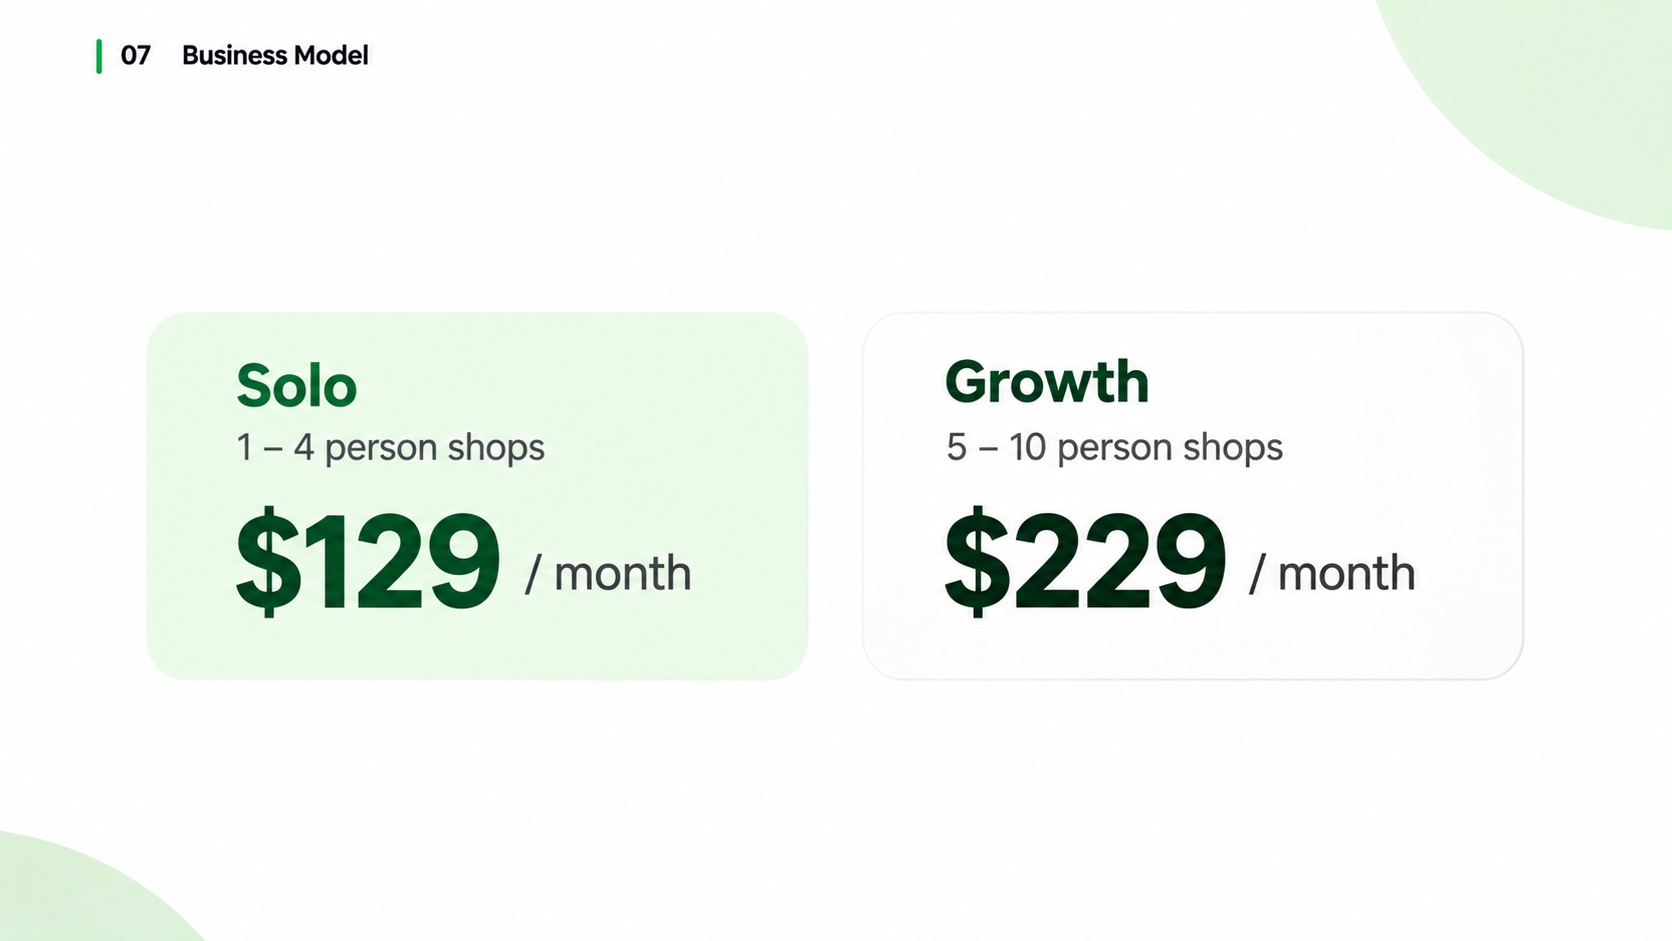 07 Business Model
Solo
1 – 4 person shops
$129 / month
Growth
5 – 10 person shops
$229 / month